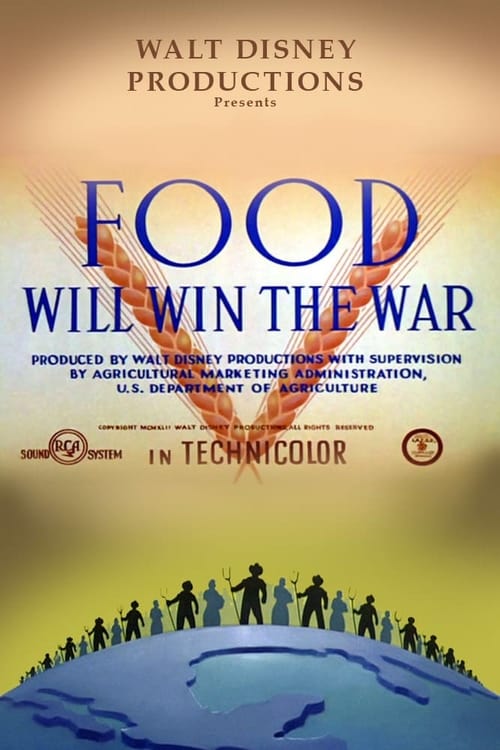 WALT DISNEY
PRODUCTIONS
Presents
FOOD
WILL WIN THE WAR
PRODUCED BY WALT DISNEY PRODUCTIONS WITH SUPERVISION
BY AGRICULTURAL MARKETING ADMINISTRATION,
U.S. DEPARTMENT OF AGRICULTURE
COPYRIGHT MCMXLII WALT DISNEY PRODUCTIONS ALL RIGHTS RESERVED
SOUND RCA SYSTEM
IN TECHNICOLOR